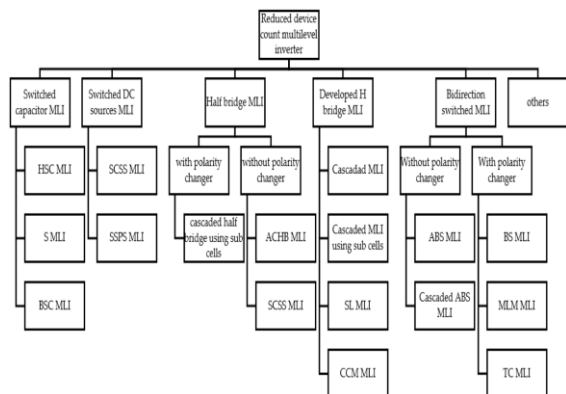 Reduced device
count multilevel
inverter
Switched
capacitor MLI
Switched DC
sources MLI
Half bridge MLI
Developed H
bridge MLI
Bidirection
switched MLI
others
HSC MLI
S MLI
BSC MLI
SCSS MLI
SSPS MLI
with polarity
changer
without polarity
changer
cascaded half
bridge using sub
cells
ACHB MLI
SCSS MLI
Cascadad MLI
Cascaded MLI
using sub cells
SL MLI
CCM MLI
Without polarity
changer
With polarity
changer
ABS MLI
Cascaded ABS
MLI
BS MLI
MLM MLI
TC MLI